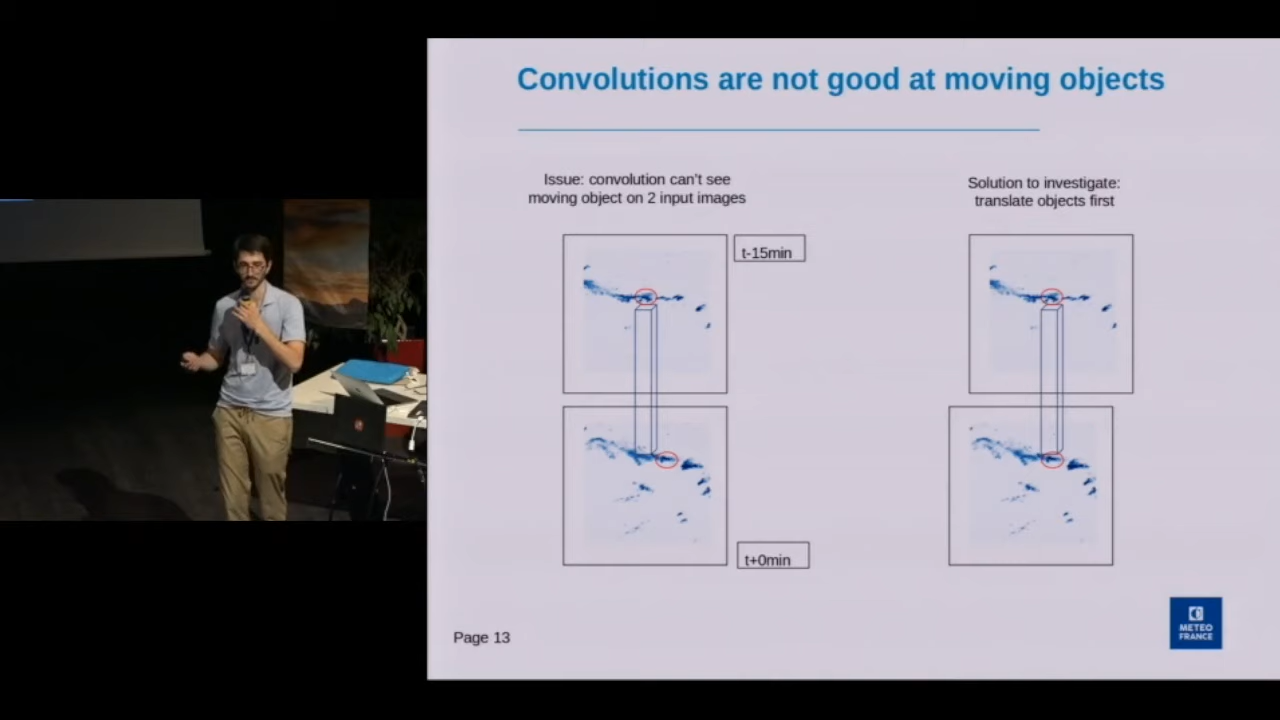 Convolutions are not good at moving objects
Issue: convolution can't see
moving object on 2 input images
Solution to investigate:
translate objects first
t-15min
t+0min
Page 13
METEO
FRANCE